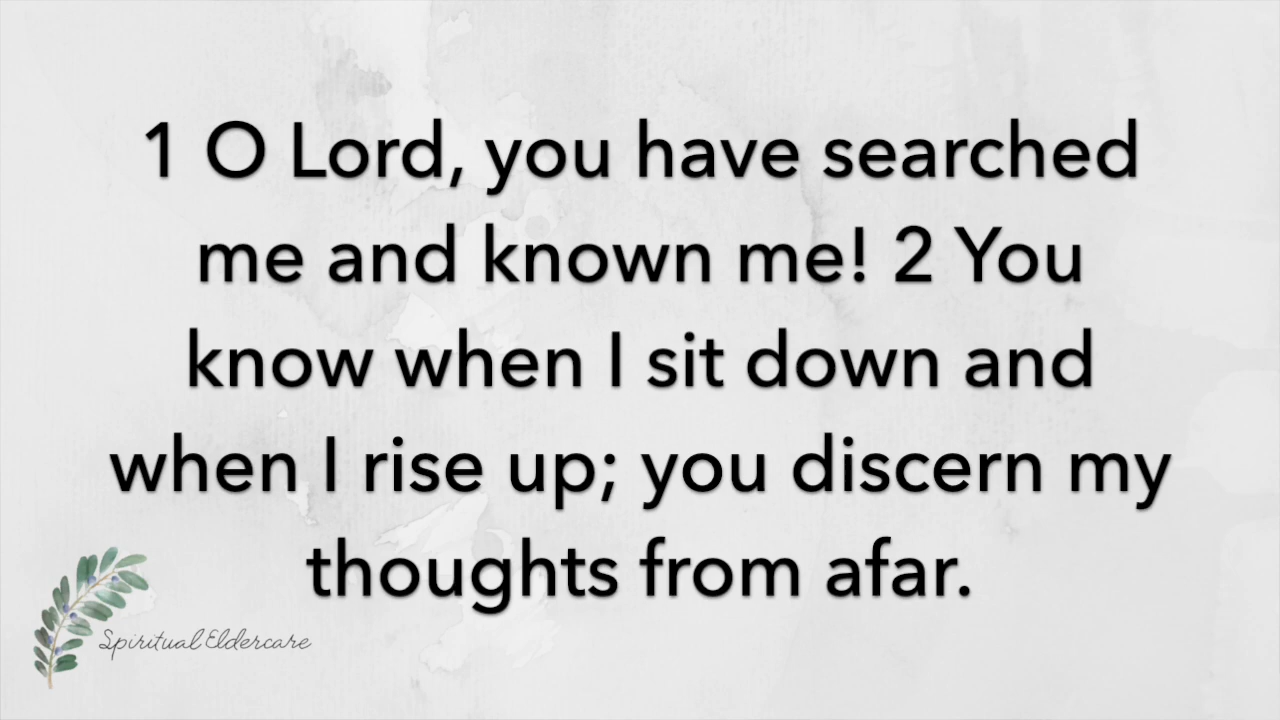 1 O Lord, you have searched
me and known me! 2 You
know when I sit down and
when I rise up; you discern my
thoughts from afar.
Spiritual Eldercare